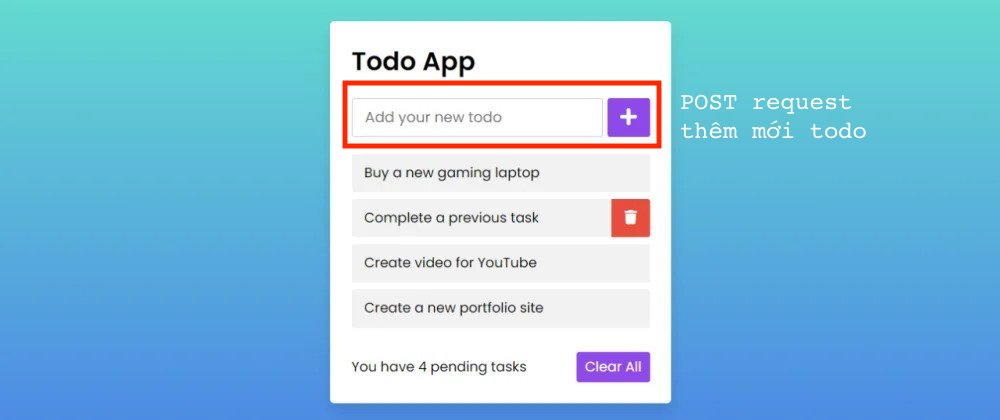 Todo App
Add your new todo
POST request
thêm mới todo
Buy a new gaming laptop
Complete a previous task
Create video for YouTube
Create a new portfolio site
You have 4 pending tasks
Clear All